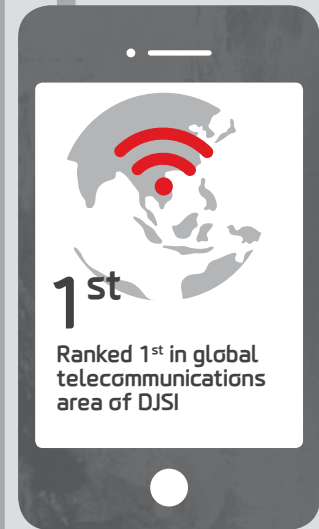 1st
Ranked 1st in global
telecommunications
area of DJSI